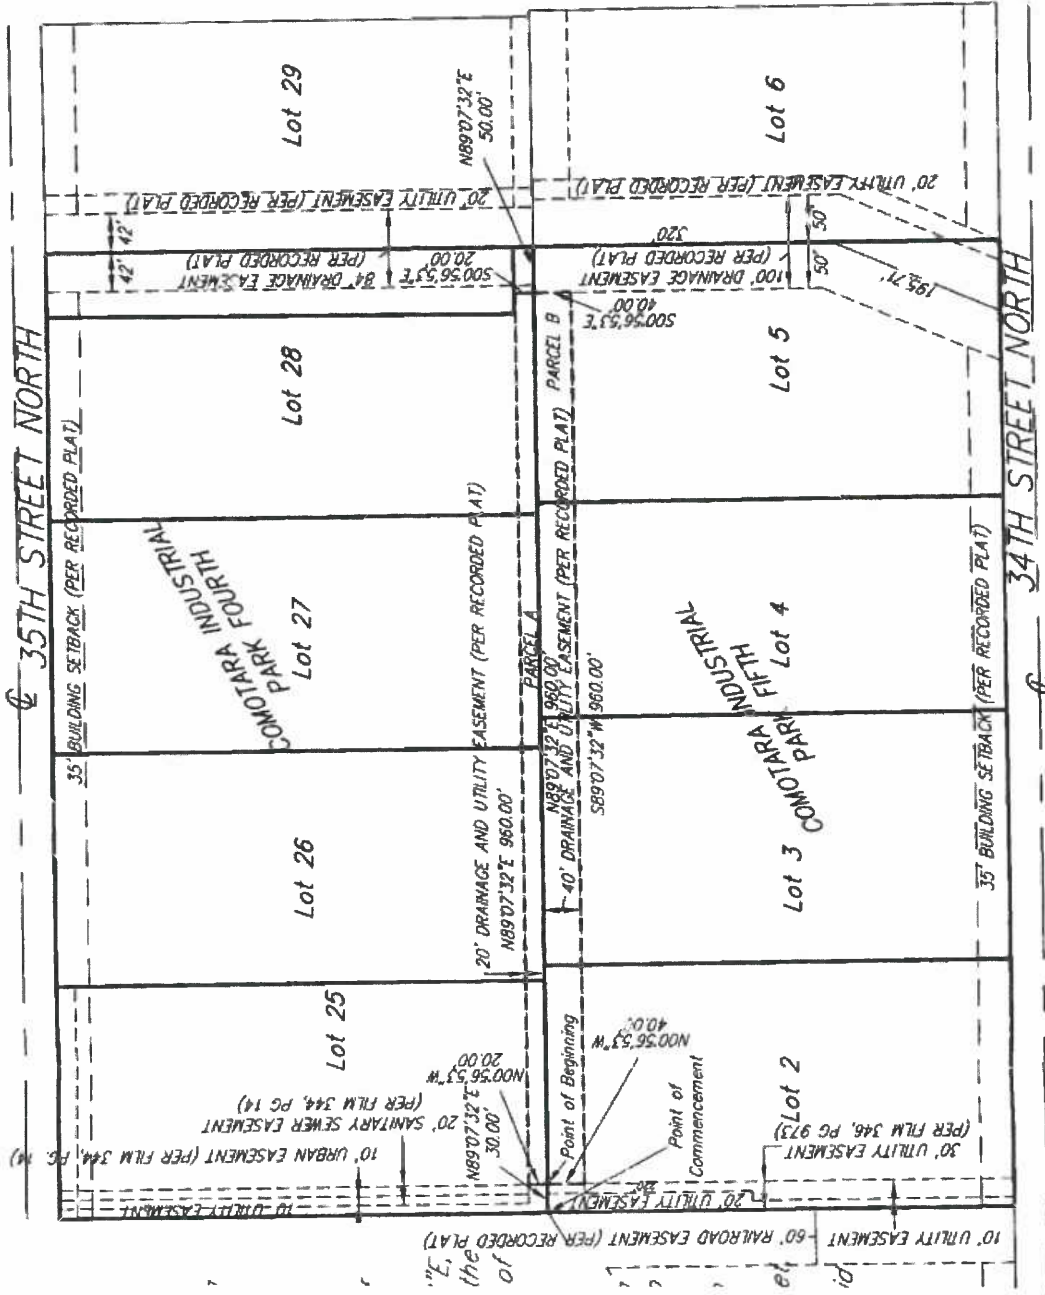 35TH STREET NORTH
35' BUILDING SETBACK (PER RECORDED PLAT)
10' URBAN EASEMENT (PER FILM 344, PG 14)
20' SANITARY SEWER EASEMENT
(PER FILM 344, PG 14)
10' UTILITY EASEMENT
Lot 25
Lot 26
Lot 27
Lot 28
Lot 29
COMOTARA INDUSTRIAL
PARK FOURTH
42'
42'
84' DRAINAGE EASEMENT
(PER RECORDED PLAT)
20' UTILITY EASEMENT (PER RECORDED PLAT)
S00°56'53"E
20.00'
N89°07'32"E
50.00'
N89°07'32"E
30.00'
N00°56'53"W
20.00'
20' DRAINAGE AND UTILITY EASEMENT (PER RECORDED PLAT)
N89°07'32"E 960.00'
PARCEL A
N89°07'32"E 960.00'
40' DRAINAGE AND UTILITY EASEMENT (PER RECORDED PLAT)
PARCEL B
S89°07'32"W 960.00'
Point of Beginning
N00°56'53"W
40.00'
Point of
Commencement
S00°56'53"E
40.00'
100' DRAINAGE EASEMENT
(PER RECORDED PLAT)
320'
20' UTILITY EASEMENT (PER RECORDED PLAT)
50'
50'
195.71'
20' UTILITY EASEMENT
20'
60' RAILROAD EASEMENT (PER RECORDED PLAT)
30' UTILITY EASEMENT
(PER FILM 346, PG 973)
10' UTILITY EASEMENT
Lot 2
Lot 3
Lot 4
Lot 5
Lot 6
COMOTARA INDUSTRIAL
PARK FIFTH
35' BUILDING SETBACK (PER RECORDED PLAT)
34TH STREET NORTH
"E,
the
of